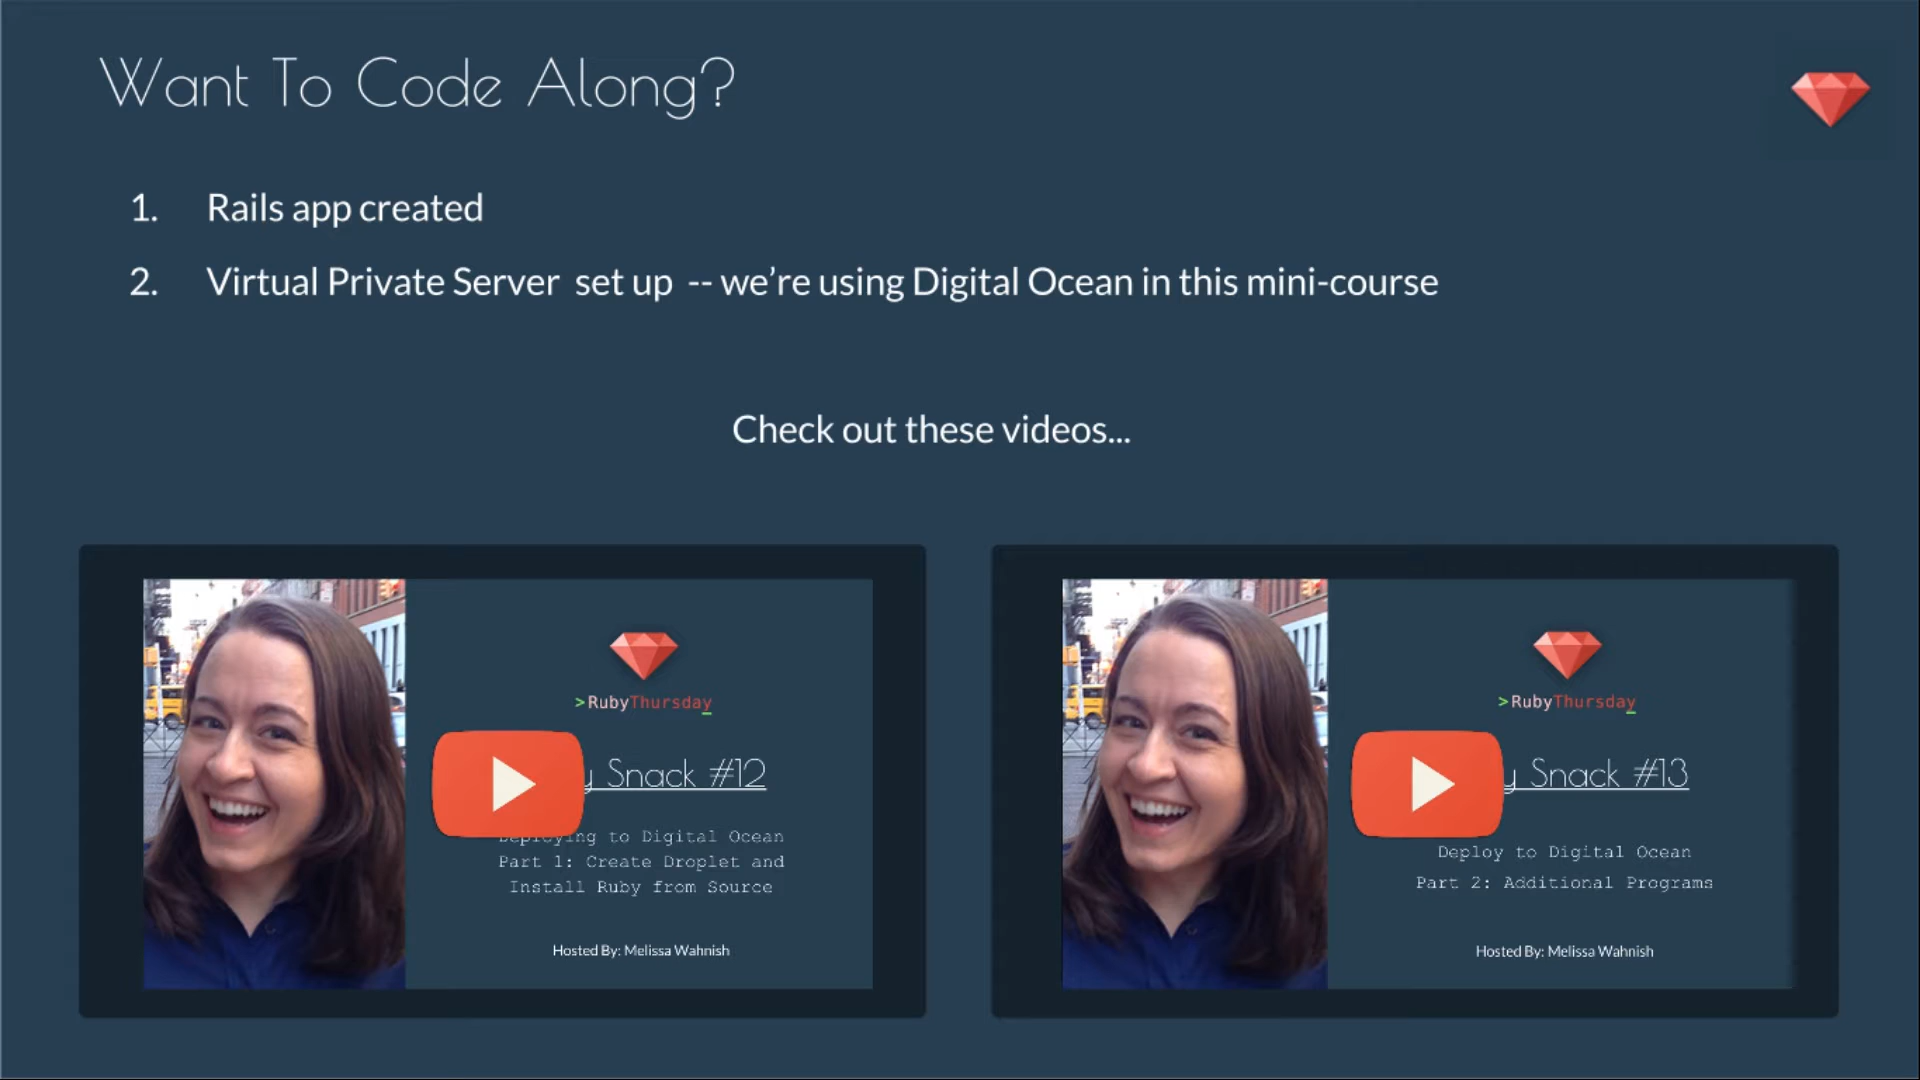 Want To Code Along?
1. Rails app created
2. Virtual Private Server set up -- we're using Digital Ocean in this mini-course
Check out these videos...
>RubyThursday
Snack #12
Deploying to Digital Ocean
Part 1: Create Droplet and
Install Ruby from Source
Hosted By: Melissa Wahnish
>RubyThursday
Snack #13
Deploy to Digital Ocean
Part 2: Additional Programs
Hosted By: Melissa Wahnish